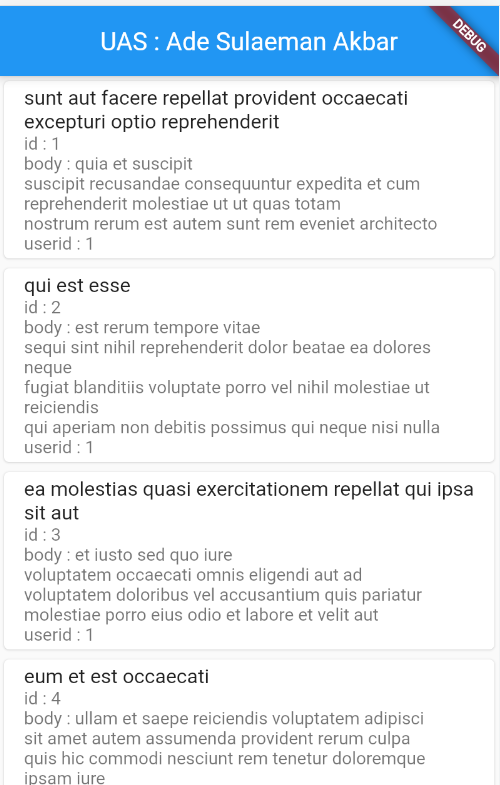 UAS : Ade Sulaeman Akbar
DEBUG
sunt aut facere repellat provident occaecati
excepturi optio reprehenderit
id : 1
body : quia et suscipit
suscipit recusandae consequuntur expedita et cum
reprehenderit molestiae ut ut quas totam
nostrum rerum est autem sunt rem eveniet architecto
userid : 1
qui est esse
id : 2
body : est rerum tempore vitae
sequi sint nihil reprehenderit dolor beatae ea dolores
neque
fugiat blanditiis voluptate porro vel nihil molestiae ut
reiciendis
qui aperiam non debitis possimus qui neque nisi nulla
userid : 1
ea molestias quasi exercitationem repellat qui ipsa
sit aut
id : 3
body : et iusto sed quo iure
voluptatem occaecati omnis eligendi aut ad
voluptatem doloribus vel accusantium quis pariatur
molestiae porro eius odio et labore et velit aut
userid : 1
eum et est occaecati
id : 4
body : ullam et saepe reiciendis voluptatem adipisci
sit amet autem assumenda provident rerum culpa
quis hic commodi nesciunt rem tenetur doloremque
ipsam iure